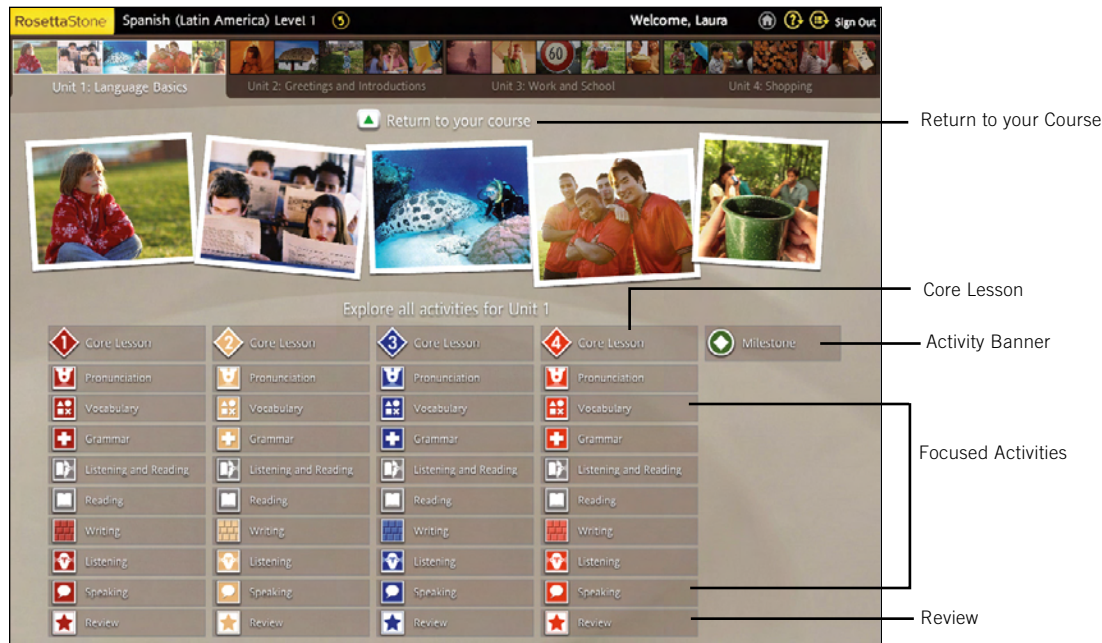 RosettaStone Spanish (Latin America) Level 1 5 Welcome, Laura ? Sign Out
60
Unit 1: Language Basics Unit 2: Greetings and Introductions Unit 3: Work and School Unit 4: Shopping
Return to your course Return to your Course
Explore all activities for Unit 1 Core Lesson
1 Core Lesson 2 Core Lesson 3 Core Lesson 4 Core Lesson Milestone Activity Banner
Pronunciation Pronunciation Pronunciation Pronunciation
Vocabulary Vocabulary Vocabulary Vocabulary
Grammar Grammar Grammar Grammar
Focused Activities
Listening and Reading Listening and Reading Listening and Reading Listening and Reading
Reading Reading Reading Reading
Writing Writing Writing Writing
Listening Listening Listening Listening
Speaking Speaking Speaking Speaking
Review Review Review Review Review